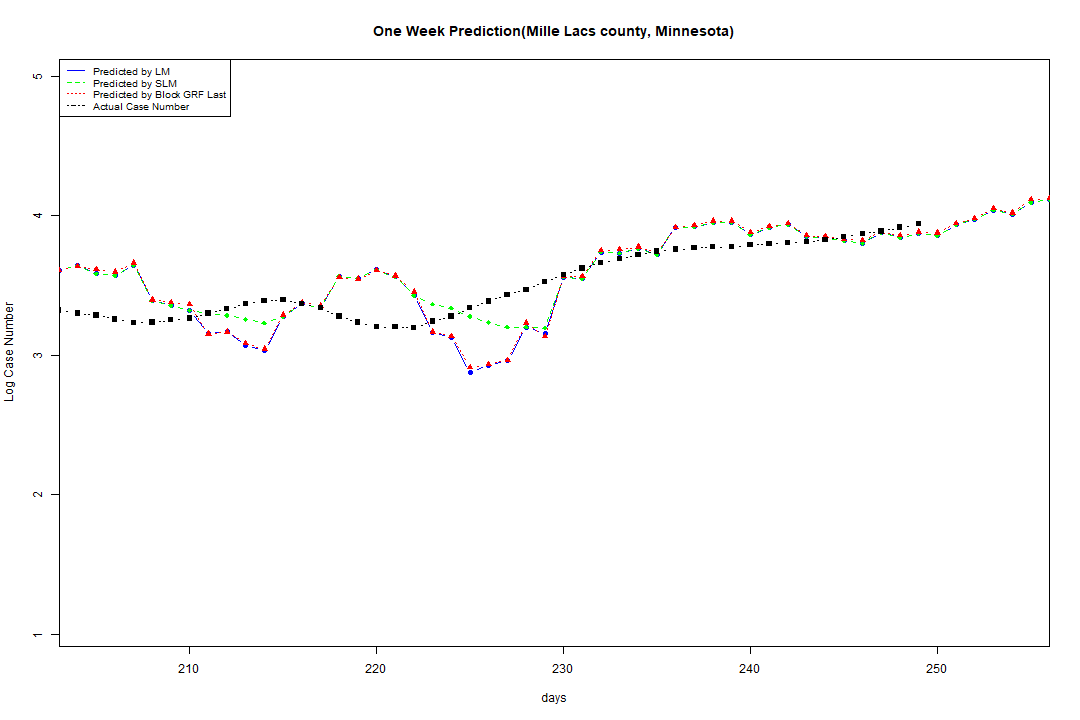 One Week Prediction(Mille Lacs county, Minnesota)
Predicted by LM
Predicted by SLM
Predicted by Block GRF Last
Actual Case Number
5
4
3
2
1
Log Case Number
210 220 230 240 250
days